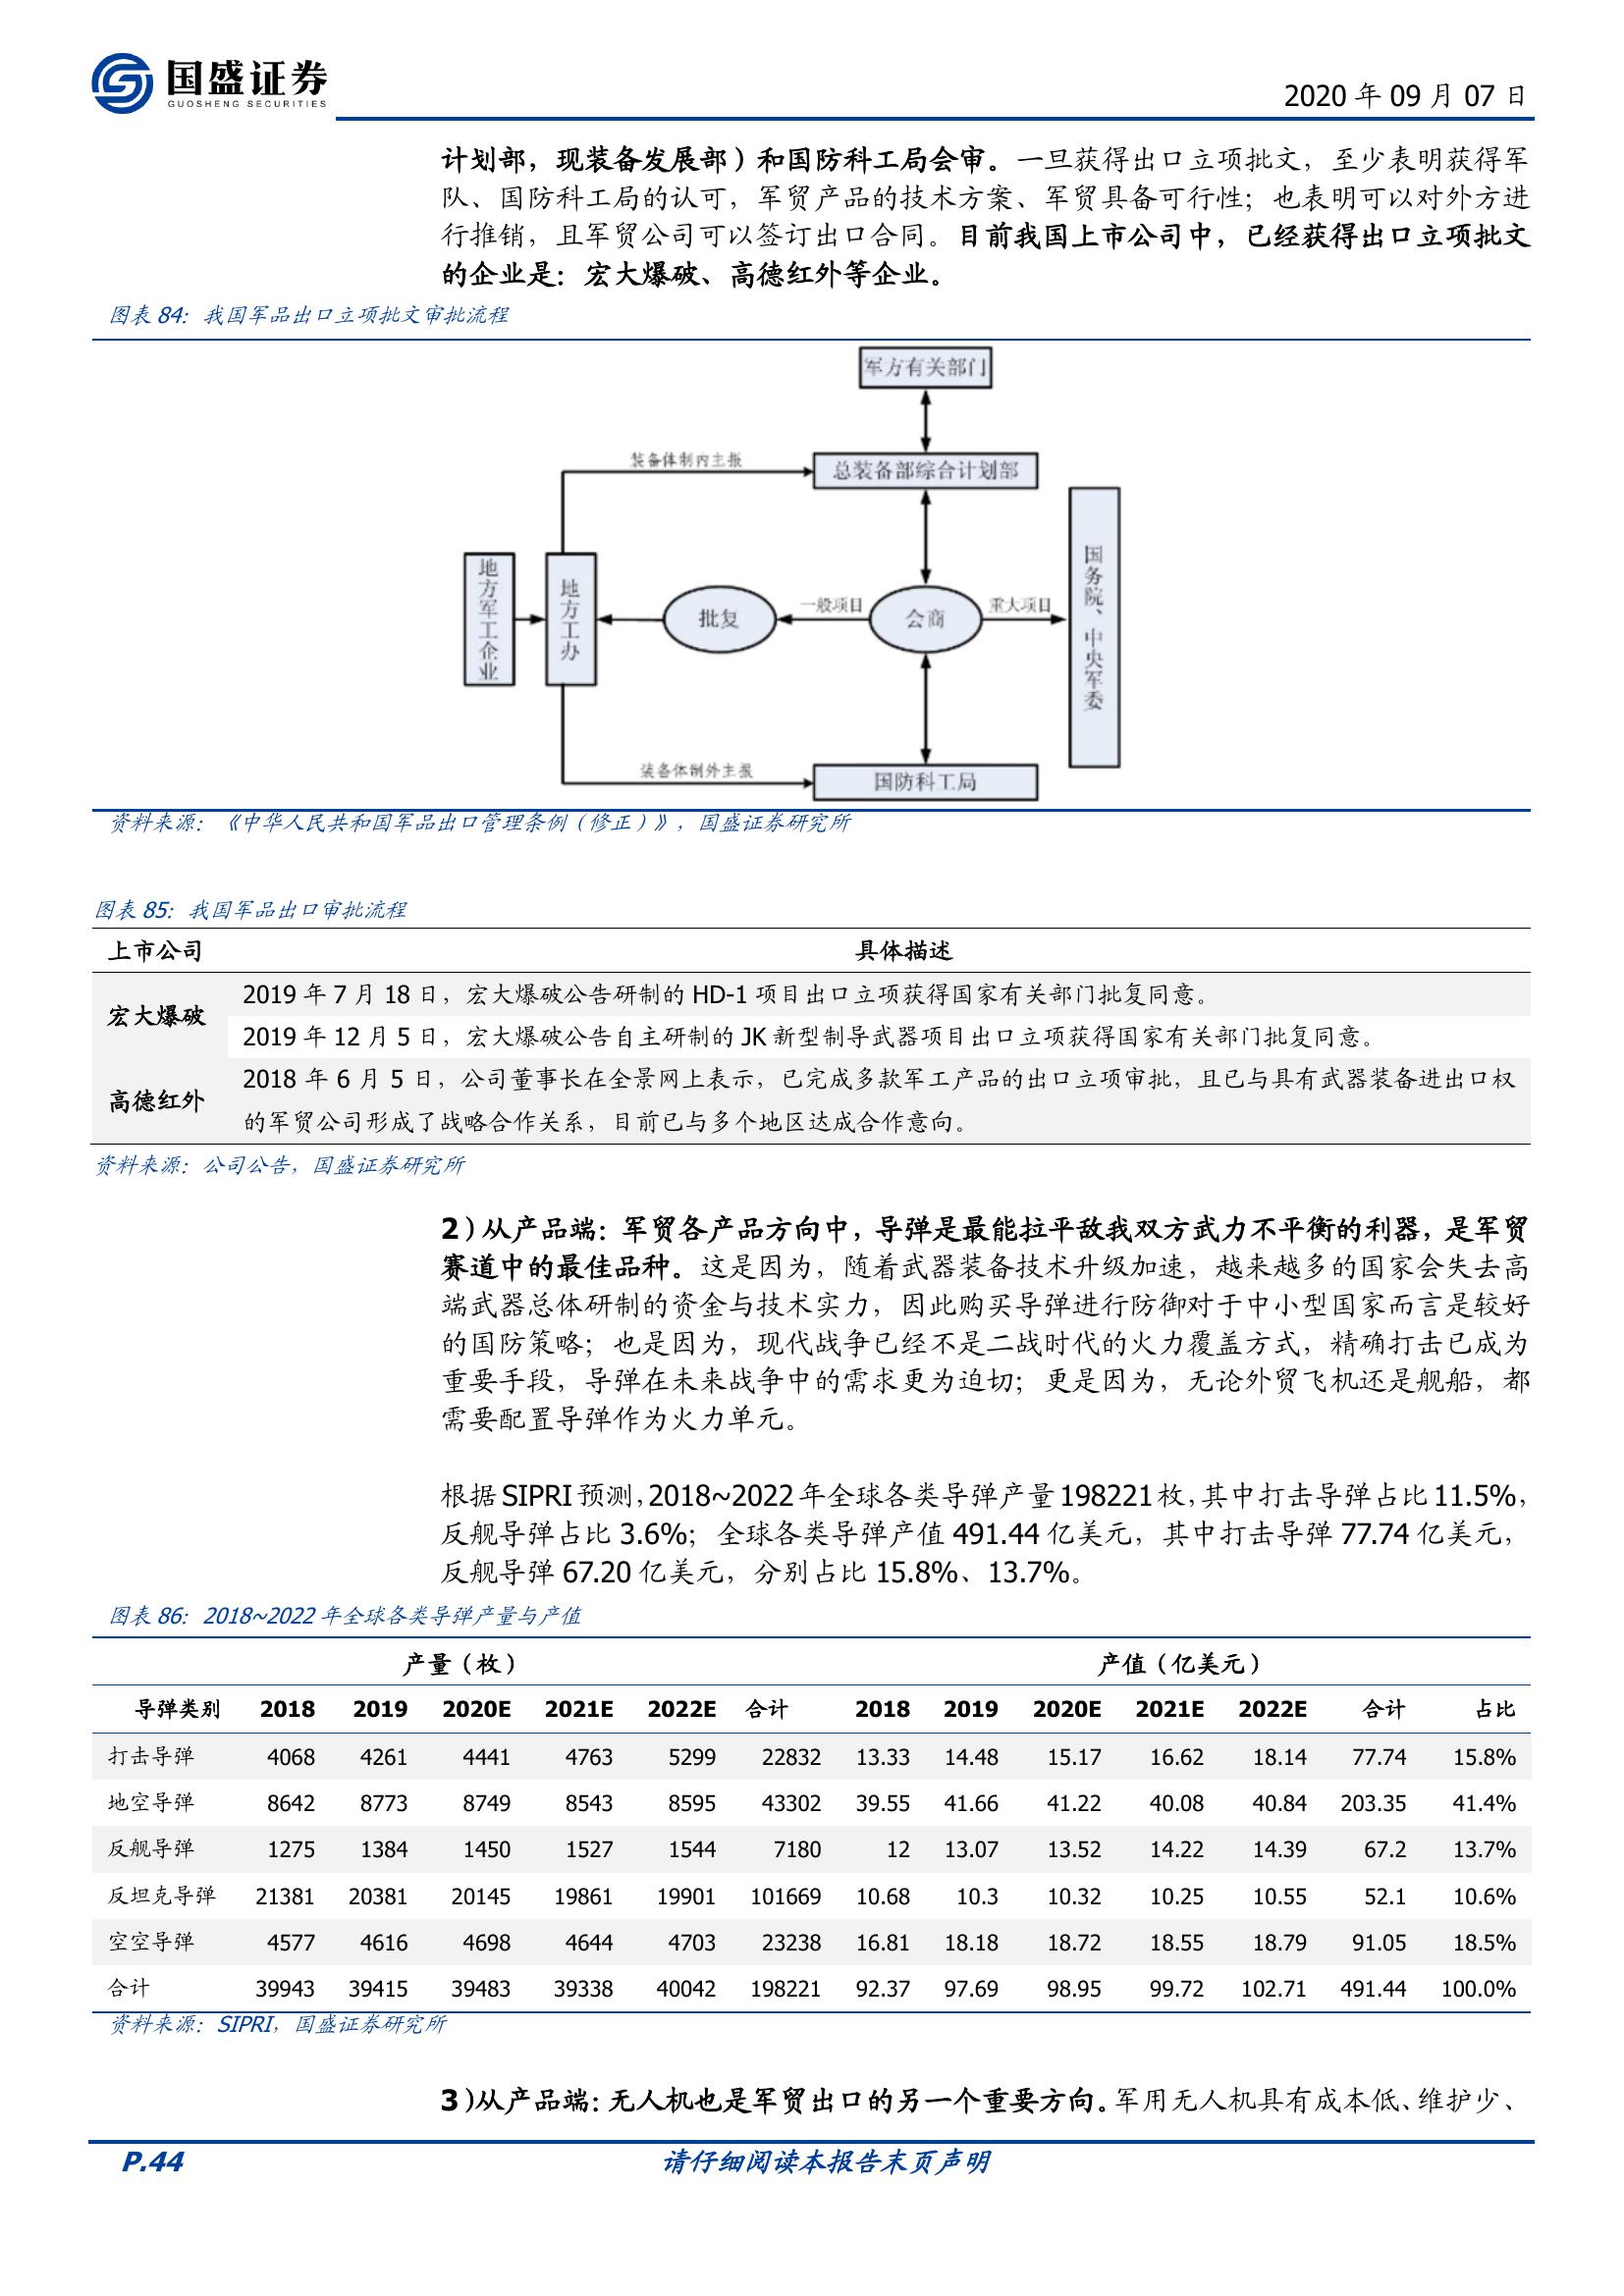 国盛证券
GUOSHENG SECURITIES
2020 年 09 月 07 日
计划部，现装备发展部）和国防科工局会审。一旦获得出口立项批文，至少表明获得军
队、国防科工局的认可，军贸产品的技术方案、军贸具备可行性；也表明可以对外方进
行推销，且军贸公司可以签订出口合同。目前我国上市公司中，已经获得出口立项批文
的企业是：宏大爆破、高德红外等企业。
图表 84：我国军品出口立项批文审批流程
军方有关部门
装备体制内主报
总装备部综合计划部
地方军工企业
地方工办
批复
一般项目
会商
重大项目
国务院、中央军委
装备体制外主报
国防科工局
资料来源：《中华人民共和国军品出口管理条例（修正）》，国盛证券研究所
图表 85：我国军品出口审批流程
上市公司 具体描述
宏大爆破
2019 年 7 月 18 日，宏大爆破公告研制的 HD-1 项目出口立项获得国家有关部门批复同意。
2019 年 12 月 5 日，宏大爆破公告自主研制的 JK 新型制导武器项目出口立项获得国家有关部门批复同意。
高德红外
2018 年 6 月 5 日，公司董事长在全景网上表示，已完成多款军工产品的出口立项审批，且已与具有武器装备进出口权
的军贸公司形成了战略合作关系，目前已与多个地区达成合作意向。
资料来源：公司公告，国盛证券研究所
2）从产品端：军贸各产品方向中，导弹是最能拉平敌我双方武力不平衡的利器，是军贸
赛道中的最佳品种。这是因为，随着武器装备技术升级加速，越来越多的国家会失去高
端武器总体研制的资金与技术实力，因此购买导弹进行防御对于中小型国家而言是较好
的国防策略；也是因为，现代战争已经不是二战时代的火力覆盖方式，精确打击已成为
重要手段，导弹在未来战争中的需求更为迫切；更是因为，无论外贸飞机还是舰船，都
需要配置导弹作为火力单元。
根据 SIPRI 预测，2018~2022 年全球各类导弹产量 198221 枚，其中打击导弹占比 11.5%，
反舰导弹占比 3.6%；全球各类导弹产值 491.44 亿美元，其中打击导弹 77.74 亿美元，
反舰导弹 67.20 亿美元，分别占比 15.8%、13.7%。
图表 86：2018~2022 年全球各类导弹产量与产值
产量（枚） 产值（亿美元）
导弹类别 2018 2019 2020E 2021E 2022E 合计 2018 2019 2020E 2021E 2022E 合计 占比
打击导弹 4068 4261 4441 4763 5299 22832 13.33 14.48 15.17 16.62 18.14 77.74 15.8%
地空导弹 8642 8773 8749 8543 8595 43302 39.55 41.66 41.22 40.08 40.84 203.35 41.4%
反舰导弹 1275 1384 1450 1527 1544 7180 12 13.07 13.52 14.22 14.39 67.2 13.7%
反坦克导弹 21381 20381 20145 19861 19901 101669 10.68 10.3 10.32 10.25 10.55 52.1 10.6%
空空导弹 4577 4616 4698 4644 4703 23238 16.81 18.18 18.72 18.55 18.79 91.05 18.5%
合计 39943 39415 39483 39338 40042 198221 92.37 97.69 98.95 99.72 102.71 491.44 100.0%
资料来源：SIPRI，国盛证券研究所
3）从产品端：无人机也是军贸出口的另一个重要方向。军用无人机具有成本低、维护少、
P.44
请仔细阅读本报告末页声明